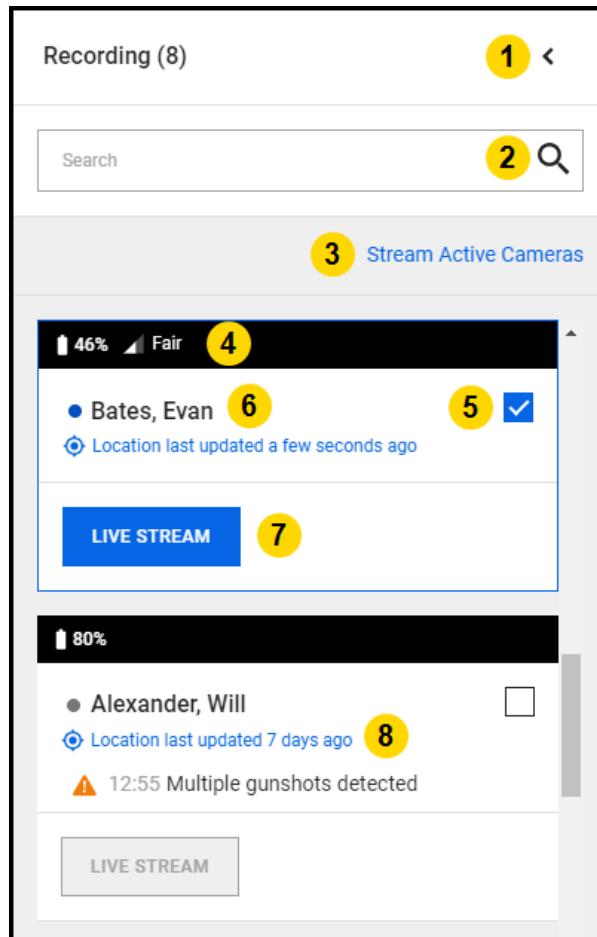 Recording (8) 1
Search 2
3 Stream Active Cameras
46% Fair 4
Bates, Evan 6 5
Location last updated a few seconds ago
LIVE STREAM 7
80%
Alexander, Will
Location last updated 7 days ago 8
12:55 Multiple gunshots detected
LIVE STREAM